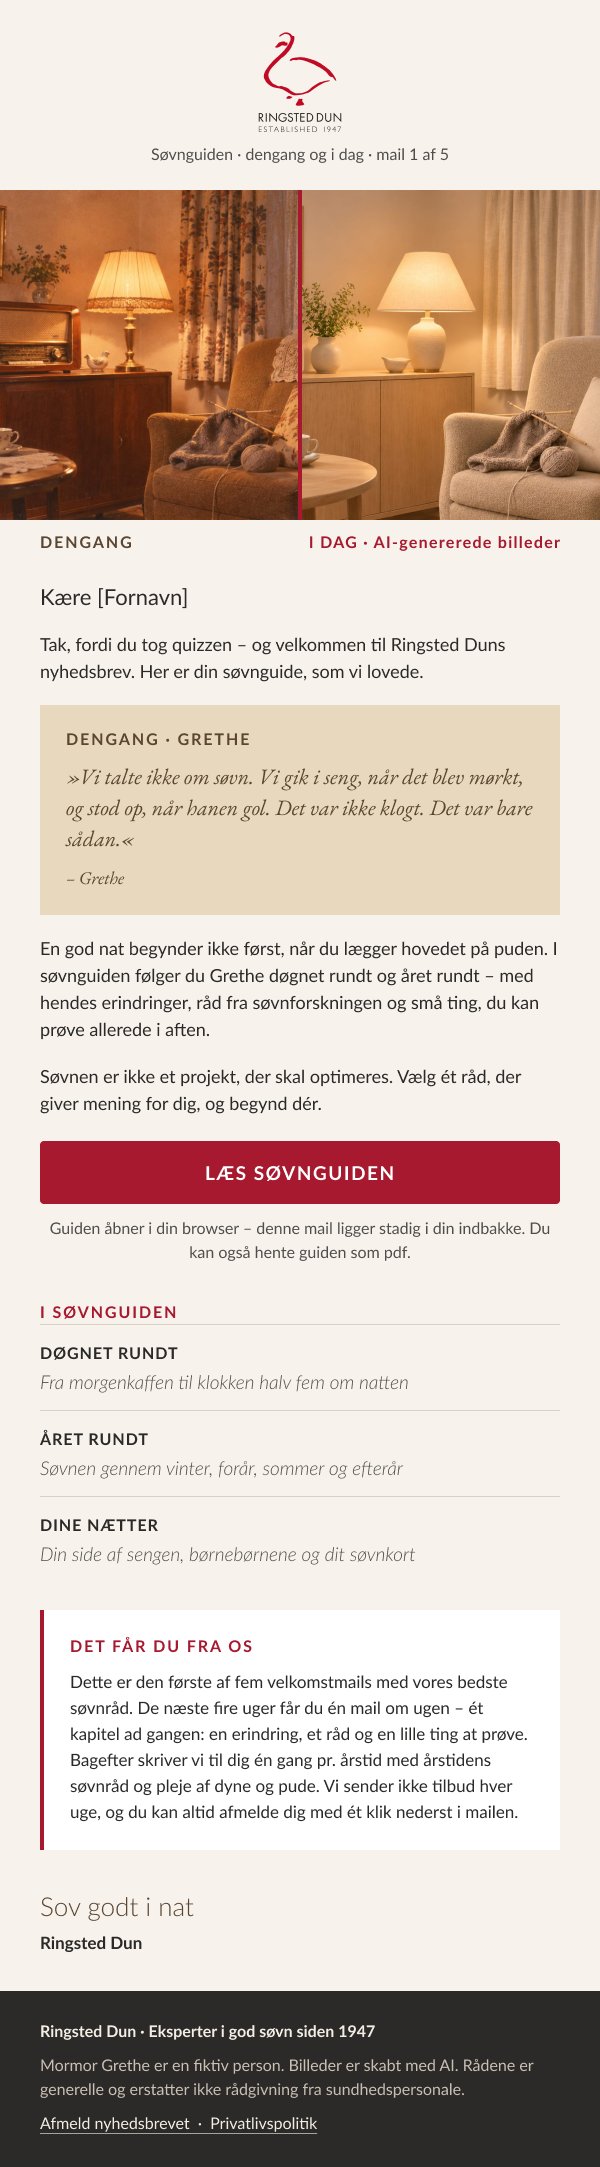 RINGSTED DUN
ESTABLISHED 1947
Søvnguiden · dengang og i dag · mail 1 af 5
DENGANG
I DAG · AI-genererede billeder
Kære [Fornavn]
Tak, fordi du tog quizzen – og velkommen til Ringsted Duns
nyhedsbrev. Her er din søvnguide, som vi lovede.
DENGANG · GRETHE
»Vi talte ikke om søvn. Vi gik i seng, når det blev mørkt,
og stod op, når hanen gol. Det var ikke klogt. Det var bare
sådan.«
– Grethe
En god nat begynder ikke først, når du lægger hovedet på puden. I
søvnguiden følger du Grethe døgnet rundt og året rundt – med
hendes erindringer, råd fra søvnforskningen og små ting, du kan
prøve allerede i aften.
Søvnen er ikke et projekt, der skal optimeres. Vælg ét råd, der
giver mening for dig, og begynd dér.
LÆS SØVNGUIDEN
Guiden åbner i din browser – denne mail ligger stadig i din indbakke. Du
kan også hente guiden som pdf.
I SØVNGUIDEN
DØGNET RUNDT
Fra morgenkaffen til klokken halv fem om natten
ÅRET RUNDT
Søvnen gennem vinter, forår, sommer og efterår
DINE NÆTTER
Din side af sengen, børnebørnene og dit søvnkort
DET FÅR DU FRA OS
Dette er den første af fem velkomstmails med vores bedste
søvnråd. De næste fire uger får du én mail om ugen – ét
kapitel ad gangen: en erindring, et råd og en lille ting at prøve.
Bagefter skriver vi til dig én gang pr. årstid med årstidens
søvnråd og pleje af dyne og pude. Vi sender ikke tilbud hver
uge, og du kan altid afmelde dig med ét klik nederst i mailen.
Sov godt i nat
Ringsted Dun
Ringsted Dun · Eksperter i god søvn siden 1947
Mormor Grethe er en fiktiv person. Billeder er skabt med AI. Rådene er
generelle og erstatter ikke rådgivning fra sundhedspersonale.
Afmeld nyhedsbrevet · Privatlivspolitik